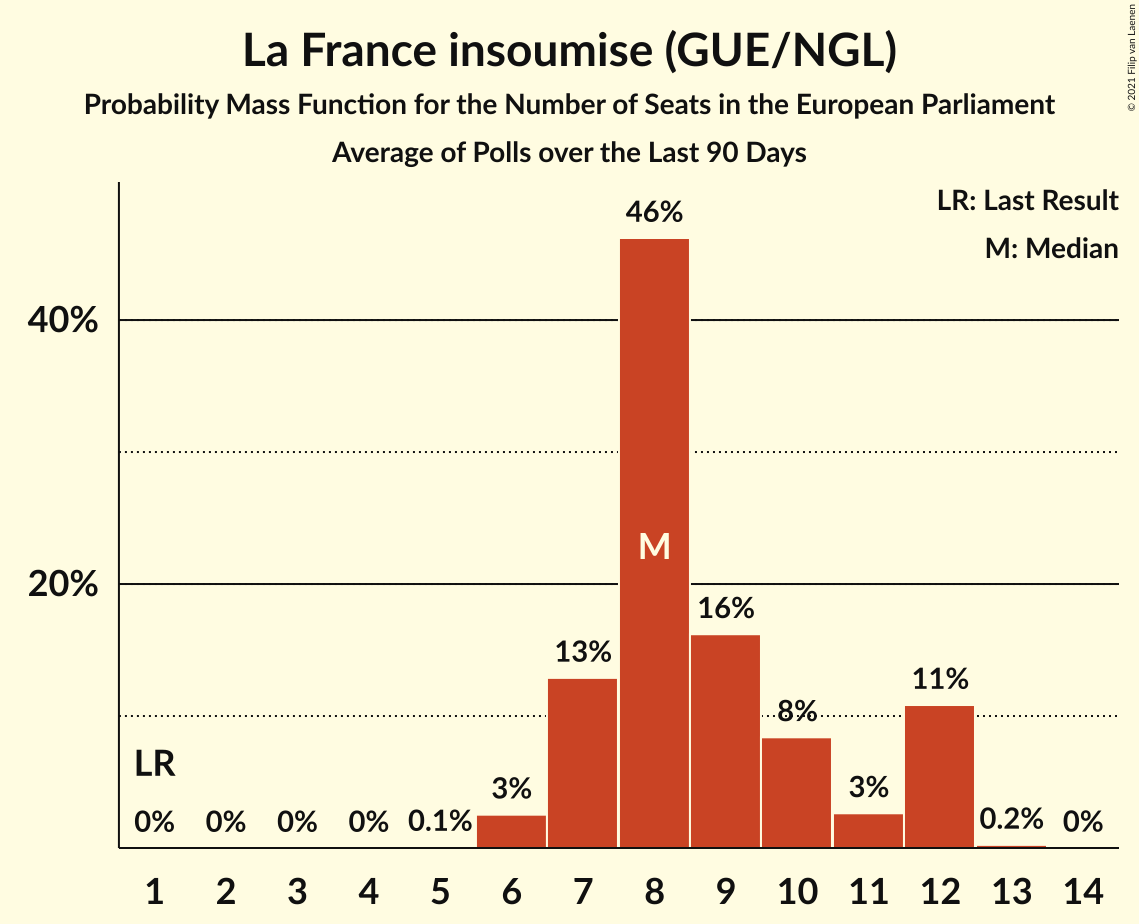 La France insoumise (GUE/NGL)
Probability Mass Function for the Number of Seats in the European Parliament
Average of Polls over the Last 90 Days
© 2021 Filip van Laenen
LR: Last Result
M: Median
46%
40%
M
20%
16%
13%
11%
8%
LR
3%
3%
0% 0% 0% 0% 0.1% 0.2% 0%
1 2 3 4 5 6 7 8 9 10 11 12 13 14